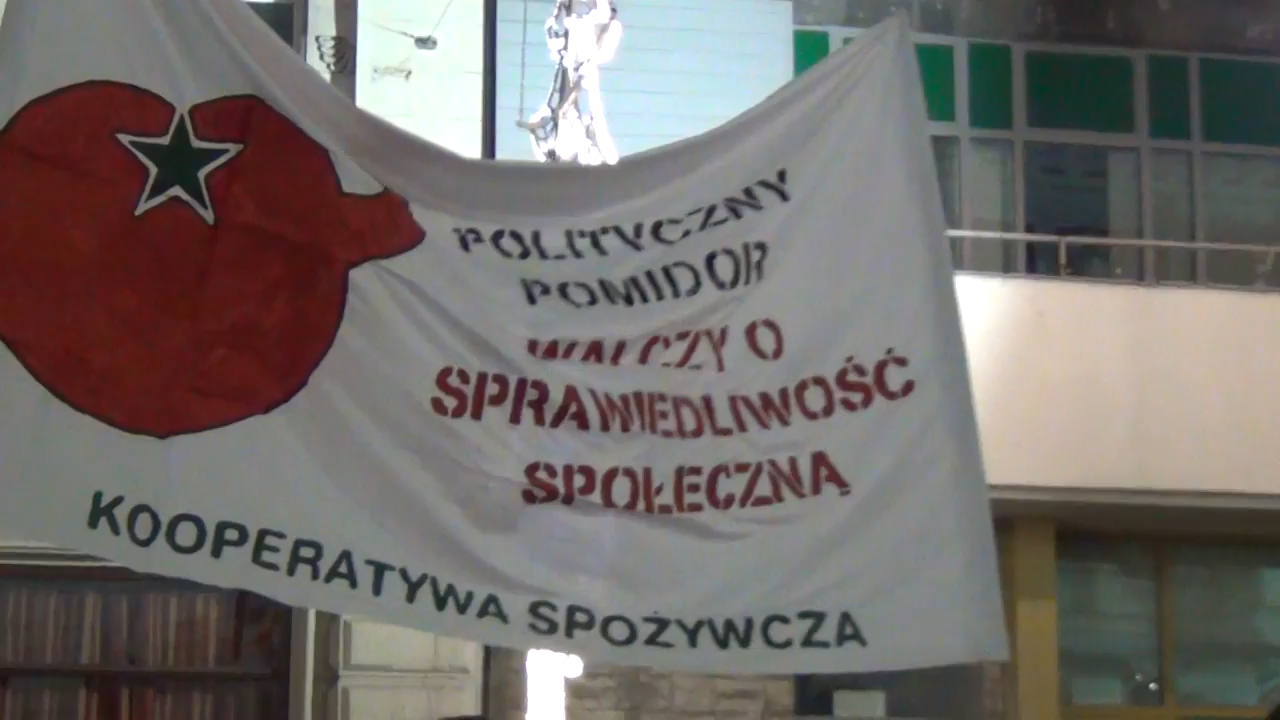 POLITYCZNY
POMIDOR
WALCZY O
SPRAWIEDLIWOŚĆ
SPOŁECZNĄ
KOOPERATYWA SPOŻYWCZA